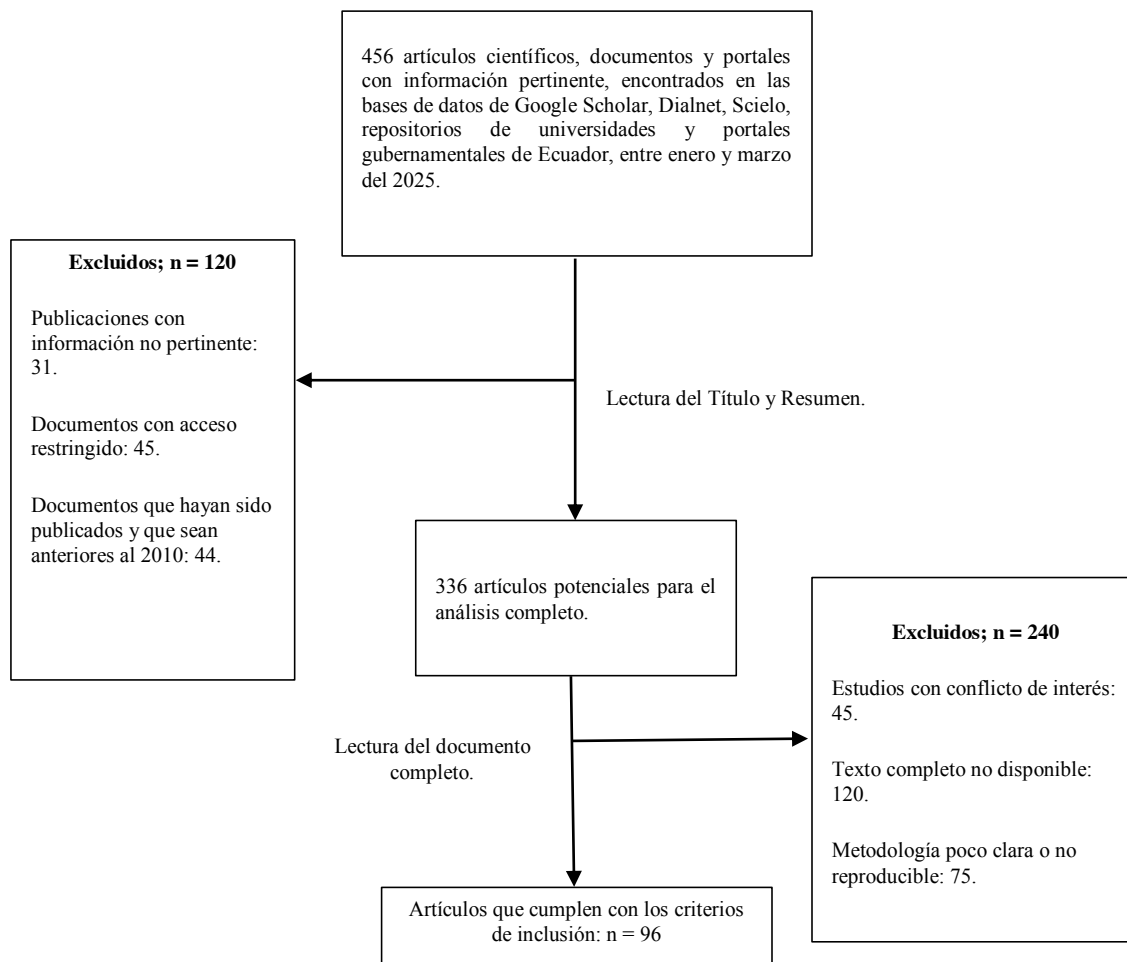 456 artículos científicos, documentos y portales
con información pertinente, encontrados en las
bases de datos de Google Scholar, Dialnet, Scielo,
repositorios de universidades y portales
gubernamentales de Ecuador, entre enero y marzo
del 2025.
Excluidos; n = 120
Publicaciones con
información no pertinente:
31.
Documentos con acceso
restringido: 45.
Documentos que hayan sido
publicados y que sean
anteriores al 2010: 44.
Lectura del Título y Resumen.
336 artículos potenciales para el
análisis completo.
Excluidos; n = 240
Estudios con conflicto de interés:
45.
Texto completo no disponible:
120.
Metodología poco clara o no
reproducible: 75.
Lectura del documento
completo.
Artículos que cumplen con los criterios
de inclusión: n = 96